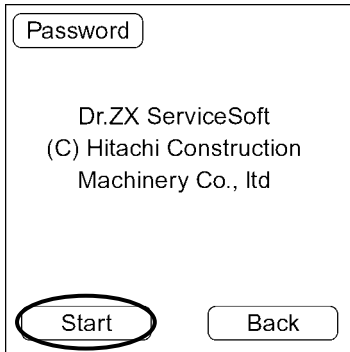 Password
Dr.ZX ServiceSoft
(C) Hitachi Construction
Machinery Co., ltd
Start
Back